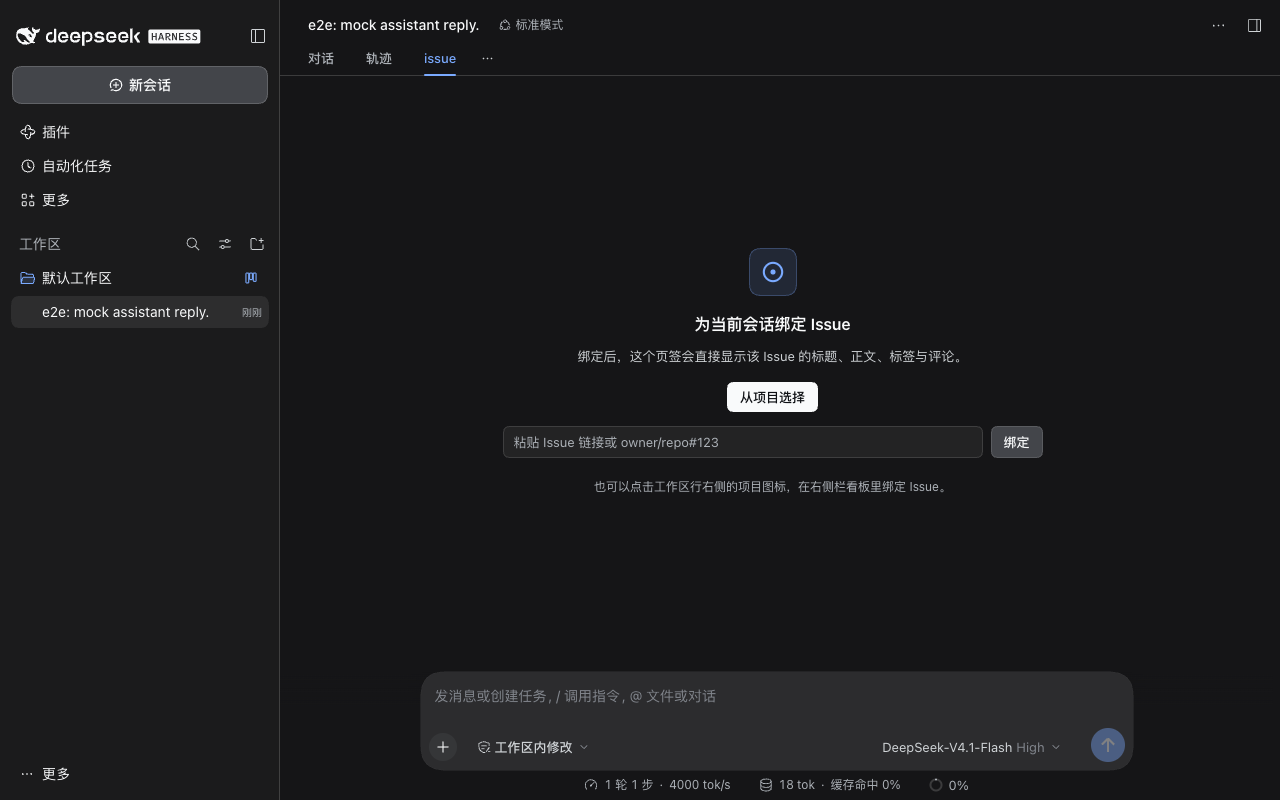 deepseek HARNESS
新会话
插件
自动化任务
更多
工作区
默认工作区
e2e: mock assistant reply. 刚刚
更多
e2e: mock assistant reply. 标准模式
对话 轨迹 issue ···
为当前会话绑定 Issue
绑定后，这个页签会直接显示该 Issue 的标题、正文、标签与评论。
从项目选择
粘贴 Issue 链接或 owner/repo#123 绑定
也可以点击工作区行右侧的项目图标，在右侧栏看板里绑定 Issue。
发消息或创建任务, / 调用指令, @ 文件或对话
工作区内修改 DeepSeek-V4.1-Flash High
1 轮 1 步 · 4000 tok/s 18 tok · 缓存命中 0% 0%